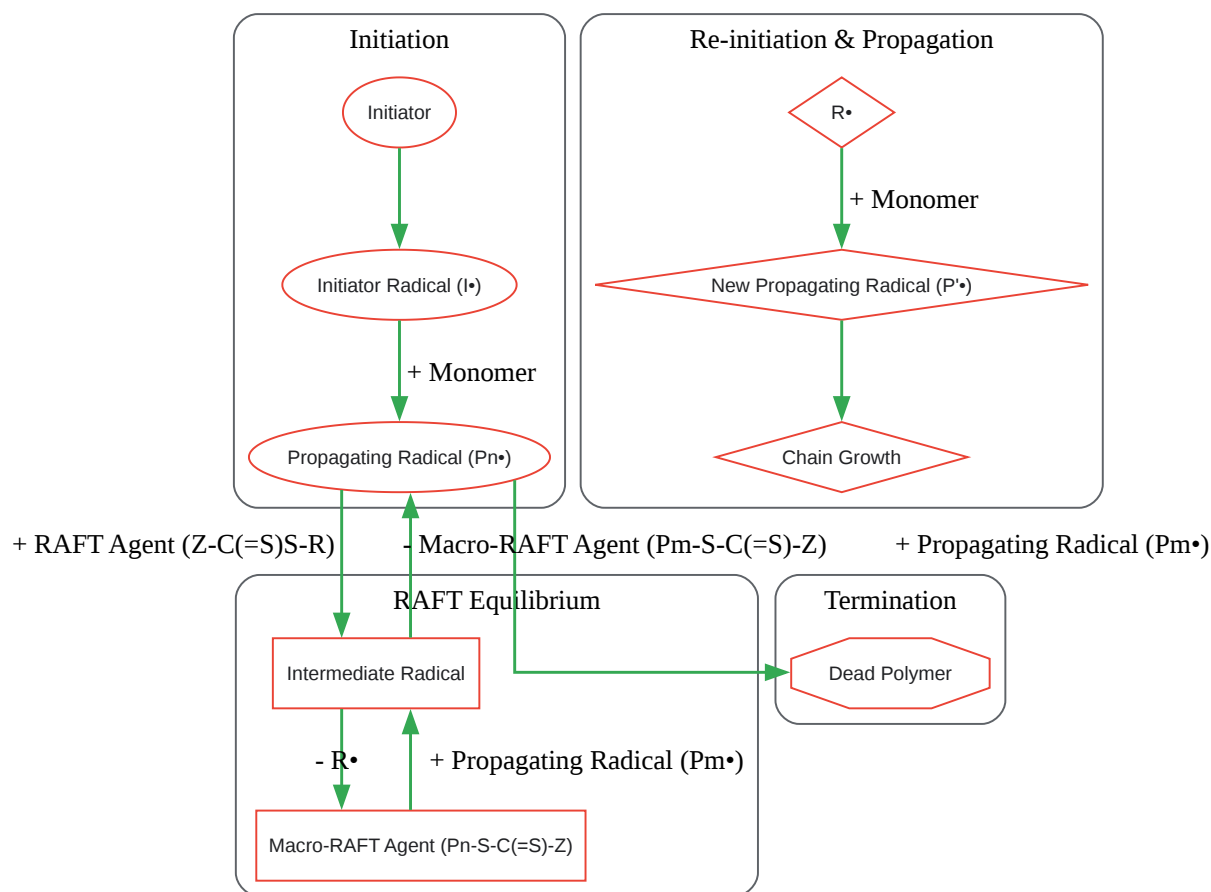 Initiation
Initiator
Initiator Radical (I•)
+ Monomer
Propagating Radical (Pn•)
Re-initiation & Propagation
R•
+ Monomer
New Propagating Radical (P'•)
Chain Growth
+ RAFT Agent (Z-C(=S)S-R)
- Macro-RAFT Agent (Pm-S-C(=S)-Z)
+ Propagating Radical (Pm•)
RAFT Equilibrium
Intermediate Radical
- R•
+ Propagating Radical (Pm•)
Macro-RAFT Agent (Pn-S-C(=S)-Z)
Termination
Dead Polymer